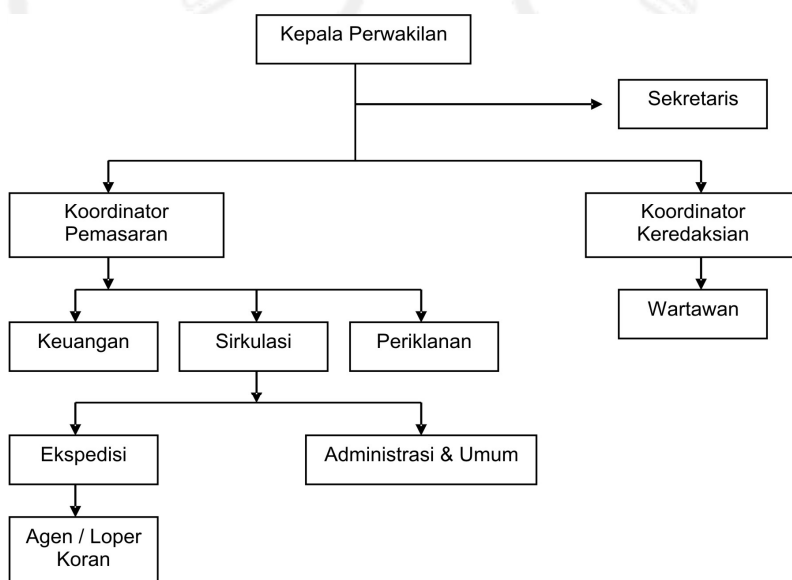 Kepala Perwakilan
Sekretaris
Koordinator
Pemasaran
Koordinator
Keredaksian
Keuangan
Sirkulasi
Periklanan
Wartawan
Ekspedisi
Administrasi & Umum
Agen / Loper
Koran